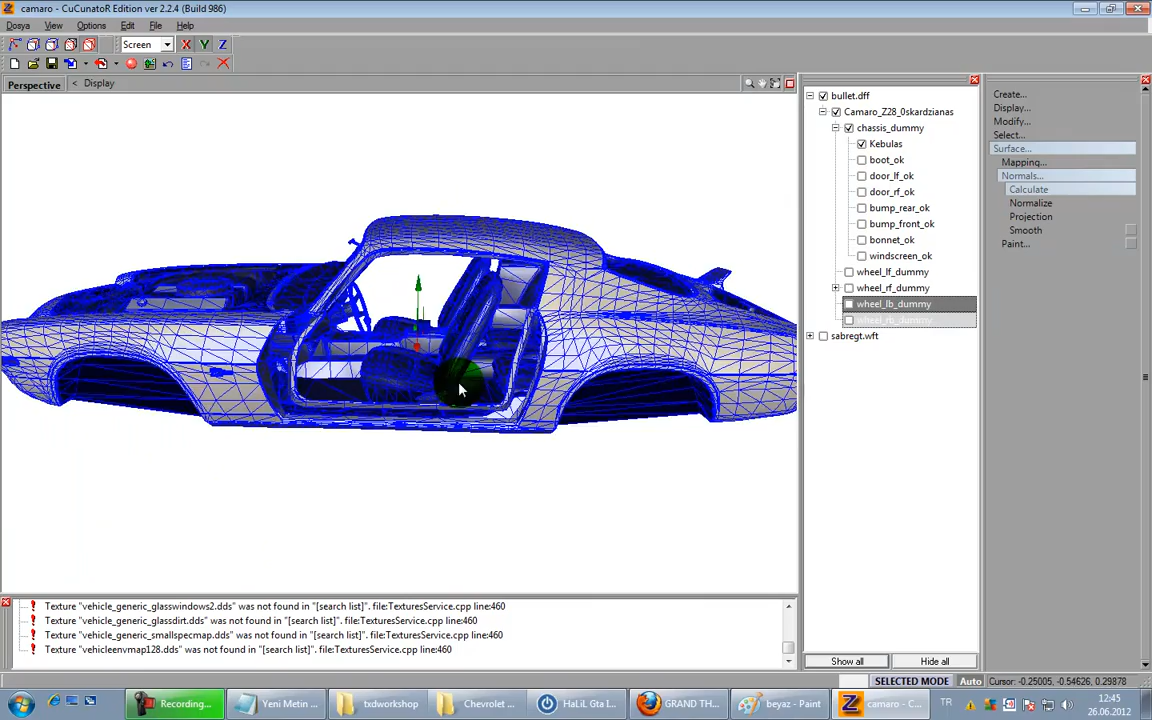 camaro - CuCunatoR Edition ver 2.2.4 (Build 986)
Dosya View Options Edit File Help
Screen X Y Z
Perspective < Display
bullet.dff
Camaro_Z28_0skardzianas
chassis_dummy
Kebulas
boot_ok
door_lf_ok
door_rf_ok
bump_rear_ok
bump_front_ok
bonnet_ok
windscreen_ok
wheel_lf_dummy
wheel_rf_dummy
wheel_lb_dummy
wheel_rb_dummy
sabregt.wft
Create...
Display...
Modify...
Select...
Surface...
Mapping...
Normals...
Calculate
Normalize
Projection
Smooth
Paint...
Texture "vehicle_generic_glasswindows2.dds" was not found in "[search list]". file:TexturesService.cpp line:460
Texture "vehicle_generic_glassdirt.dds" was not found in "[search list]". file:TexturesService.cpp line:460
Texture "vehicle_generic_smallspecmap.dds" was not found in "[search list]". file:TexturesService.cpp line:460
Texture "vehicleenvmap128.dds" was not found in "[search list]". file:TexturesService.cpp line:460
Show all Hide all
SELECTED MODE Auto Cursor: -0.25005, -0.54626, 0.29878
Recording... Yeni Metin ... txdworkshop Chevrolet ... HaLiL Gta I... GRAND TH... beyaz - Paint camaro - C... TR 12:45
26.06.2012